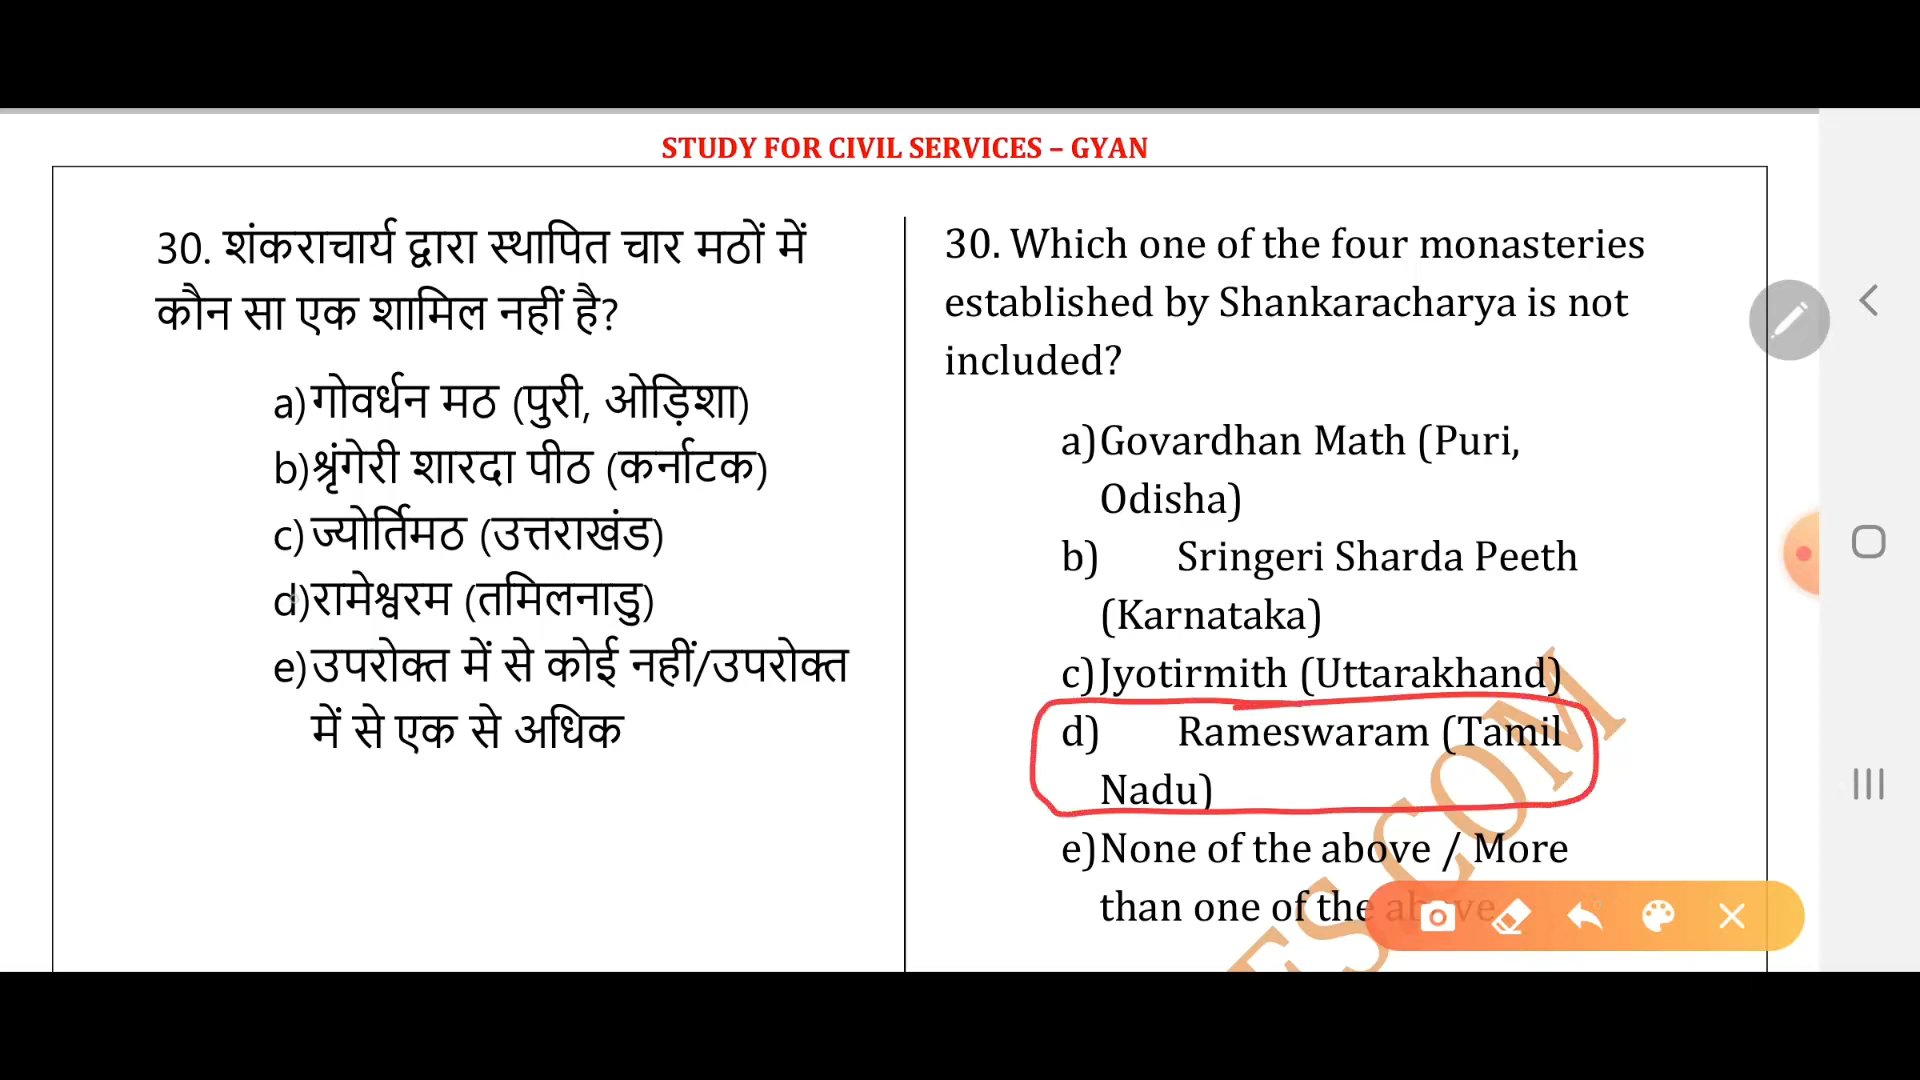 STUDY FOR CIVIL SERVICES – GYAN
30. शंकराचार्य द्वारा स्थापित चार मठों में
कौन सा एक शामिल नहीं है?
a)गोवर्धन मठ (पुरी, ओड़िशा)
b)श्रृंगेरी शारदा पीठ (कर्नाटक)
c)ज्योर्तिमठ (उत्तराखंड)
d)रामेश्वरम (तमिलनाडु)
e)उपरोक्त में से कोई नहीं/उपरोक्त
में से एक से अधिक
30. Which one of the four monasteries
established by Shankaracharya is not
included?
a)Govardhan Math (Puri,
Odisha)
b) Sringeri Sharda Peeth
(Karnataka)
c)Jyotirmith (Uttarakhand)
d) Rameswaram (Tamil
Nadu)
e)None of the above / More
than one of the above